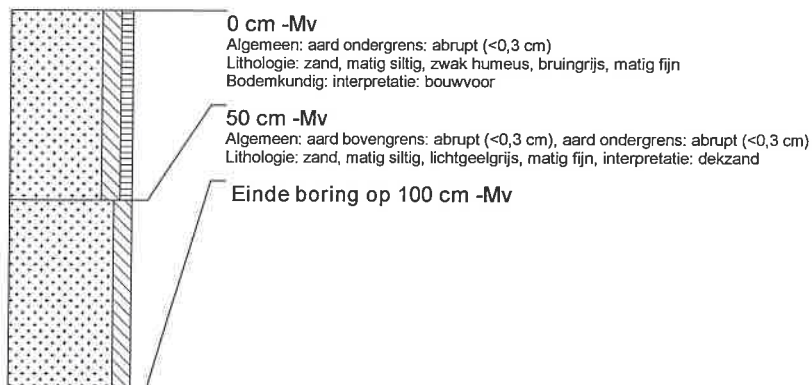 0 cm -Mv
Algemeen: aard ondergrens: abrupt (<0,3 cm)
Lithologie: zand, matig siltig, zwak humeus, bruingrijs, matig fijn
Bodemkundig: interpretatie: bouwvoor
50 cm -Mv
Algemeen: aard bovengrens: abrupt (<0,3 cm), aard ondergrens: abrupt (<0,3 cm)
Lithologie: zand, matig siltig, lichtgeelgrijs, matig fijn, interpretatie: dekzand
Einde boring op 100 cm -Mv